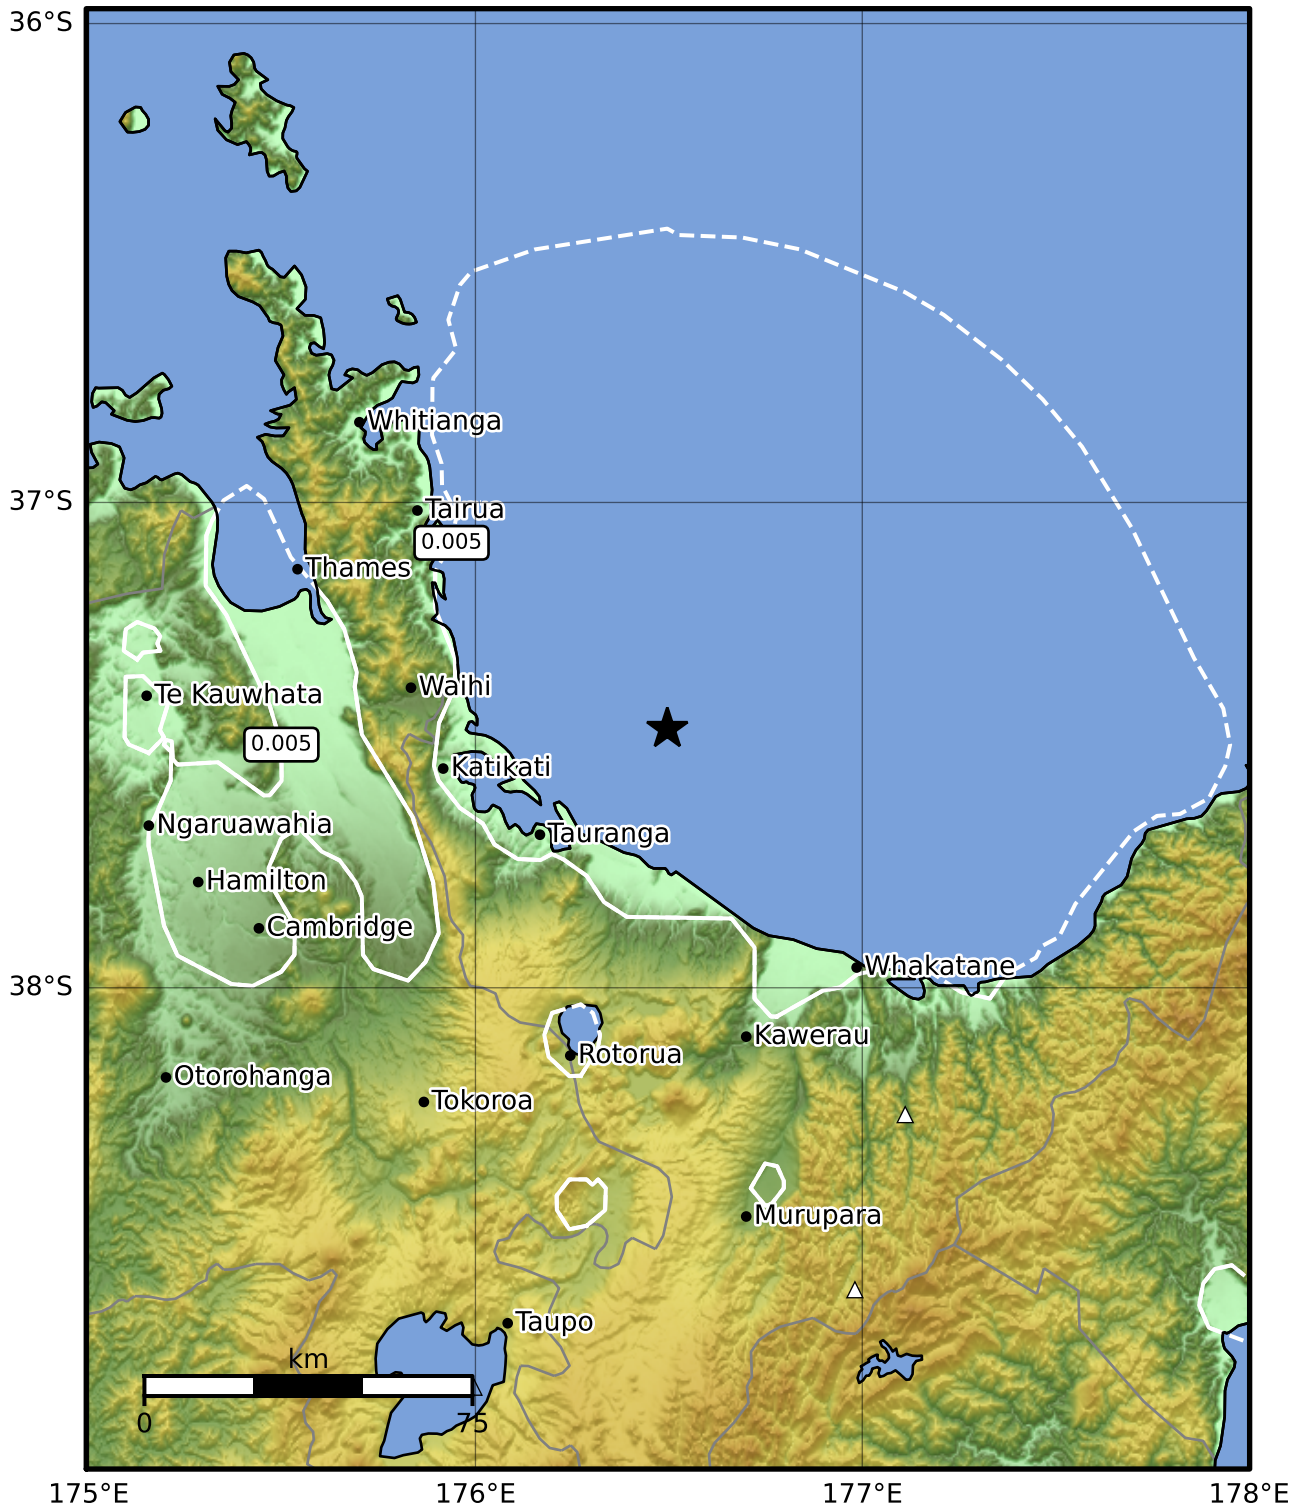 36°S
Whitianga
37°S
Tairua
0.005
Thames
Waihi
Te Kauwhata
0.005
Katikati
Ngaruawahia
Tauranga
Hamilton
Cambridge
Whakatane
38°S
Kawerau
Rotorua
Otorohanga
Tokoroa
Murupara
Taupo
km
0 75
175°E 176°E 177°E 178°E